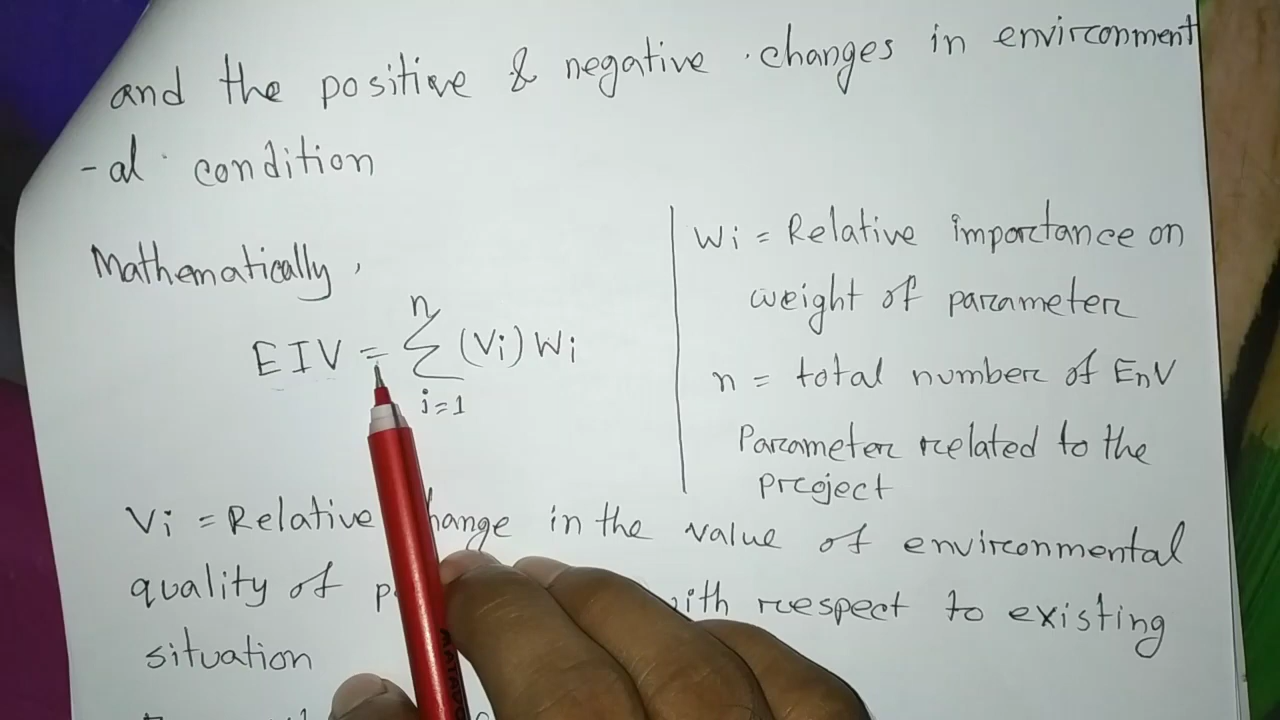 and the positive & negative changes in environment
-al condition
Mathematically,
EIV = n Σ i=1 (Vi) Wi
Wi = Relative importance on
weight of parameter
n = total number of EnV
Parameter related to the
project
Vi = Relative change in the value of environmental
quality of with respect to existing
situation